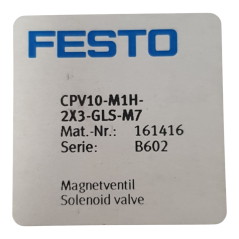 FESTO
CPV10-M1H-
2X3-GLS-M7
Mat.-Nr.: 161416
Serie: B602
Magnetventil
Solenoid valve